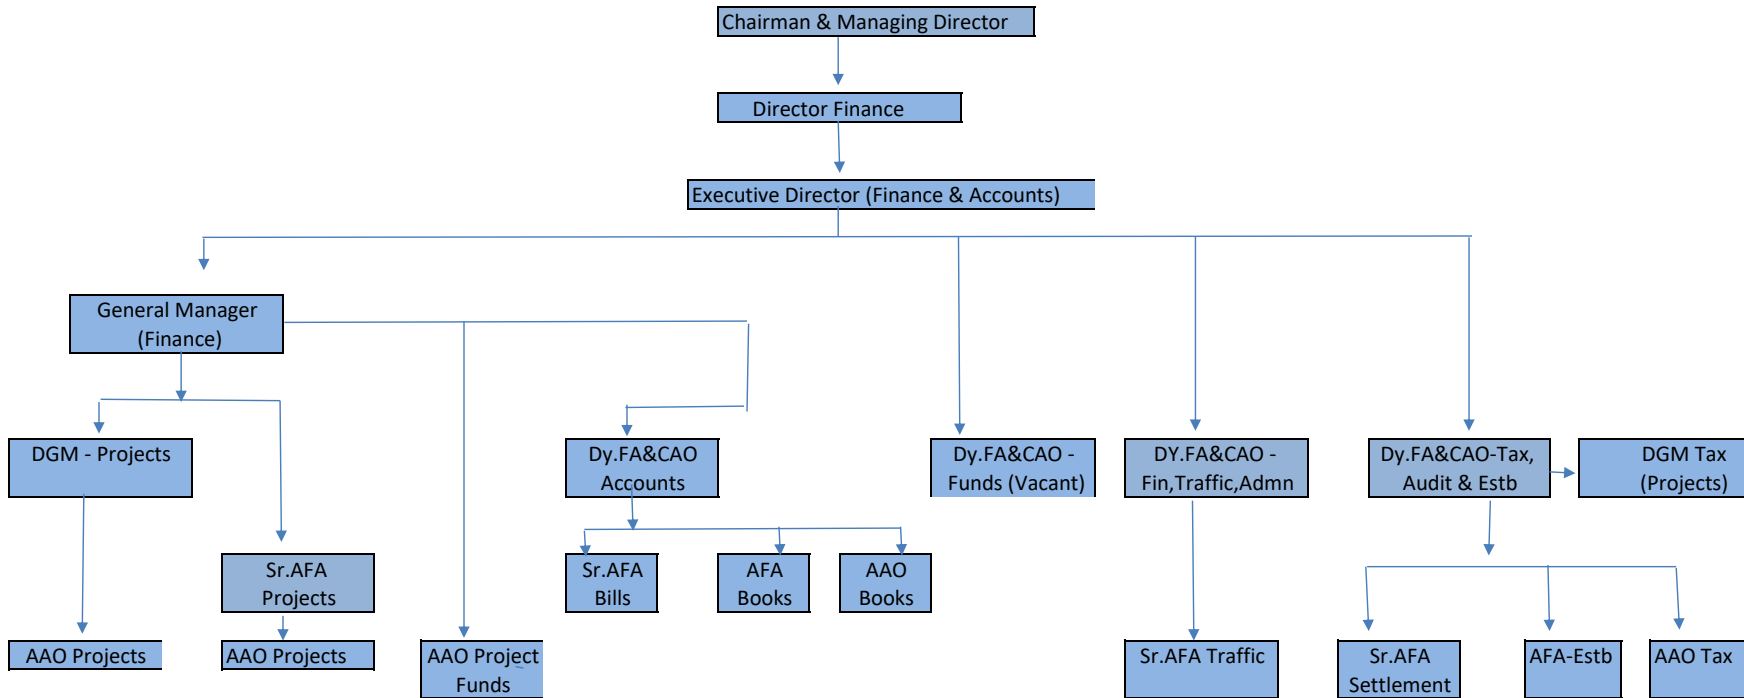 Chairman & Managing Director
Director Finance
Executive Director (Finance & Accounts)
General Manager
(Finance)
DGM - Projects
Dy.FA&CAO
Accounts
Dy.FA&CAO -
Funds (Vacant)
DY.FA&CAO -
Fin,Traffic,Admn
Dy.FA&CAO-Tax,
Audit & Estb
DGM Tax
(Projects)
Sr.AFA
Projects
Sr.AFA
Bills
AFA
Books
AAO
Books
AAO Projects
AAO Projects
AAO Project
Funds
Sr.AFA Traffic
Sr.AFA
Settlement
AFA-Estb
AAO Tax